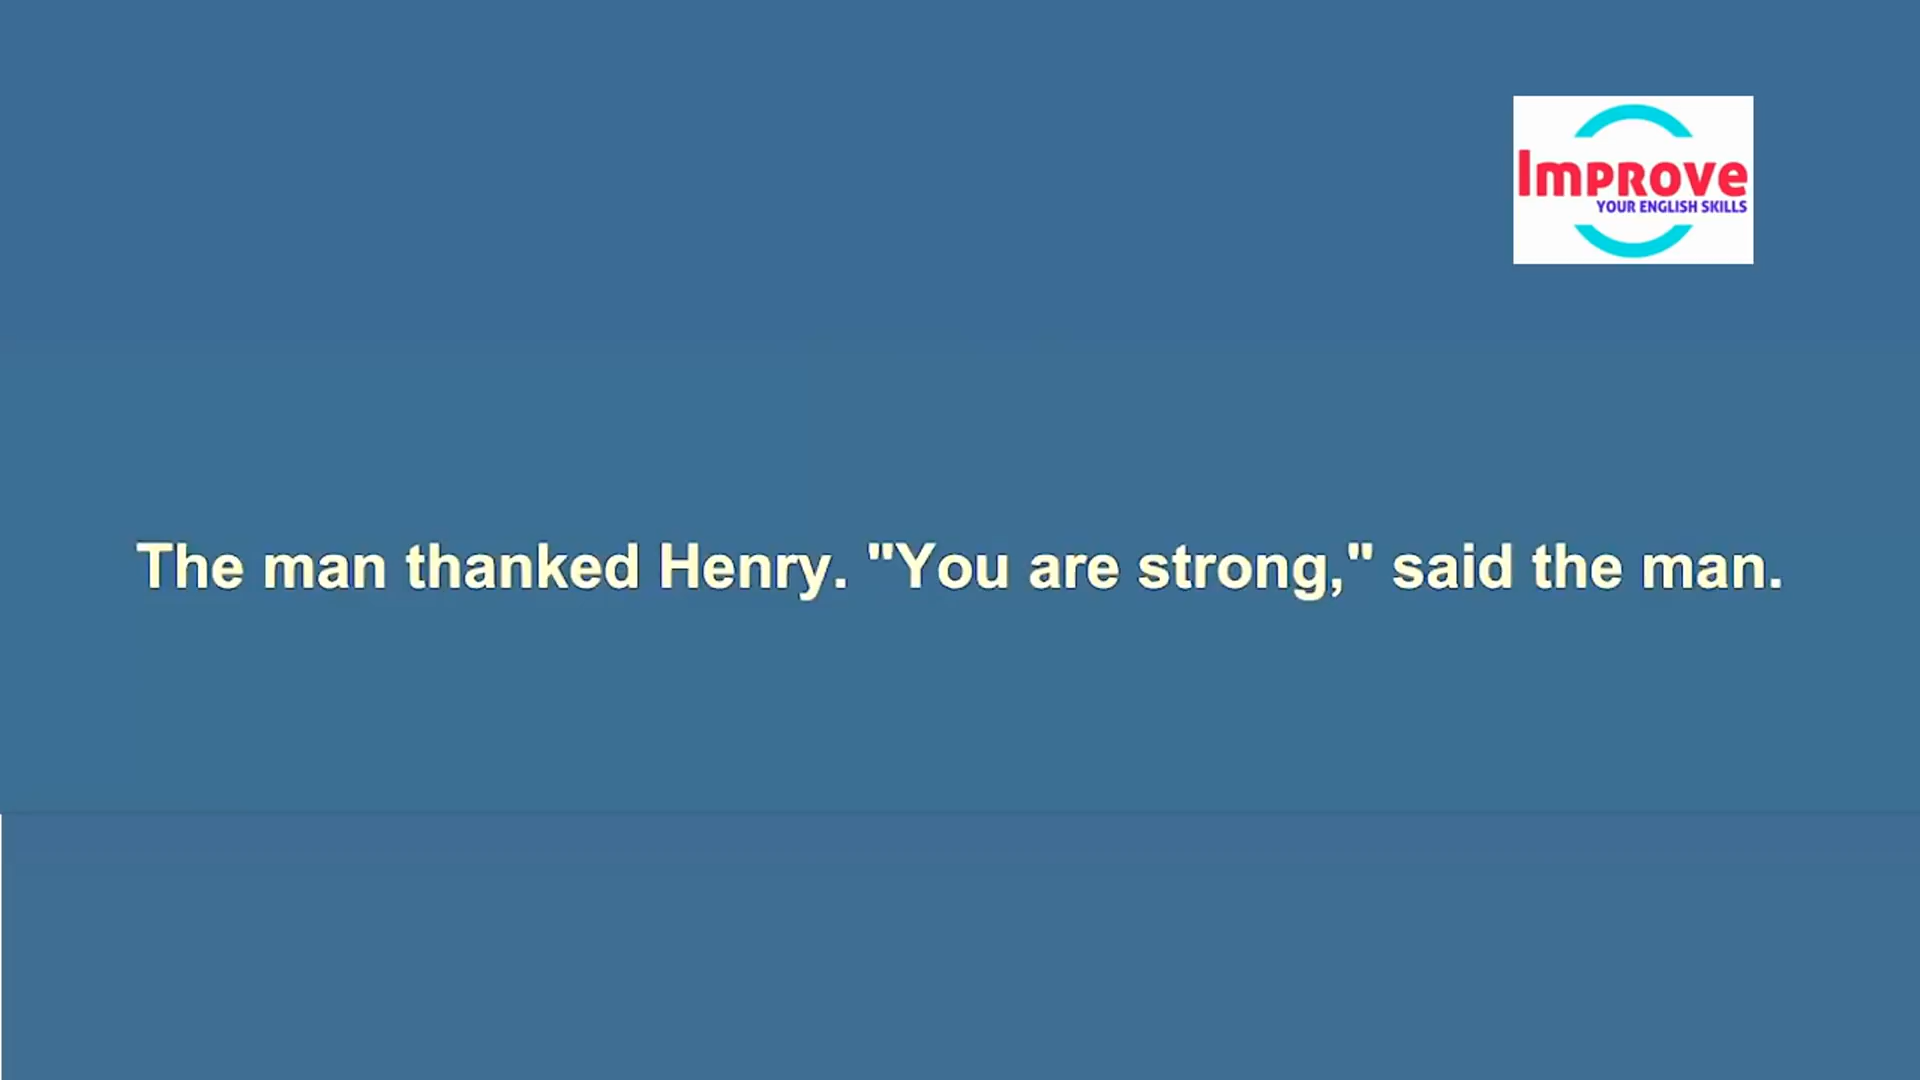 Improve
YOUR ENGLISH SKILLS
The man thanked Henry. "You are strong," said the man.